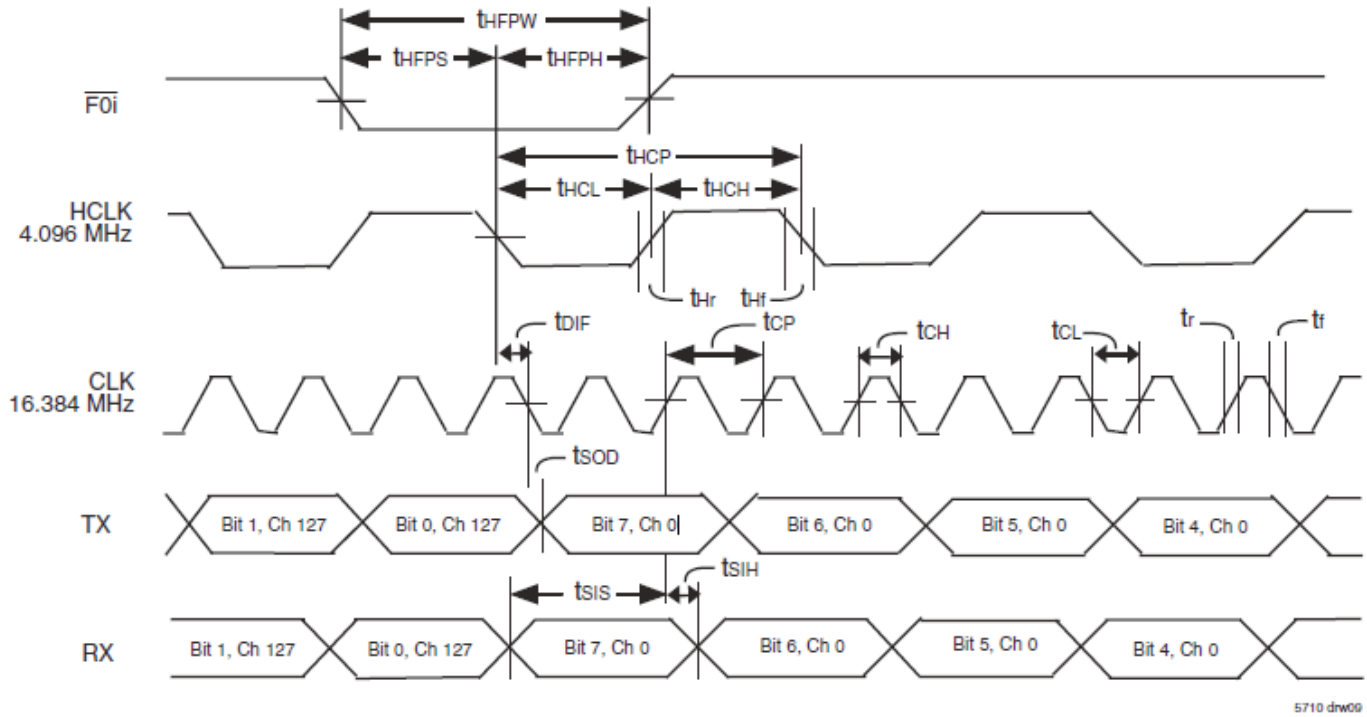 tHFPW
tHFPS
tHFPH
F0i
tHCP
tHCL
tHCH
HCLK
4.096 MHz
tHr
tHf
tDIF
tCP
tCH
tCL
tr
tf
CLK
16.384 MHz
tSOD
TX
Bit 1, Ch 127
Bit 0, Ch 127
Bit 7, Ch 0
Bit 6, Ch 0
Bit 5, Ch 0
Bit 4, Ch 0
tSIS
tSIH
RX
Bit 1, Ch 127
Bit 0, Ch 127
Bit 7, Ch 0
Bit 6, Ch 0
Bit 5, Ch 0
Bit 4, Ch 0
5710 drw09